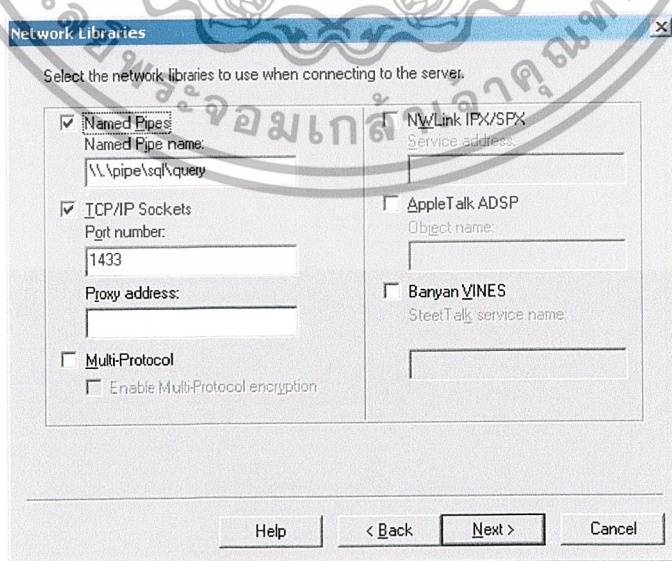 Network Libraries
Select the network libraries to use when connecting to the server.
Named Pipes
Named Pipe name:
\\.\pipe\sql\query
TCP/IP Sockets
Port number:
1433
Proxy address:
Multi-Protocol
Enable Multi-Protocol encryption
NWLink IPX/SPX
Service address:
AppleTalk ADSP
Object name:
Banyan VINES
SteetTalk service name:
Help
< Back
Next >
Cancel